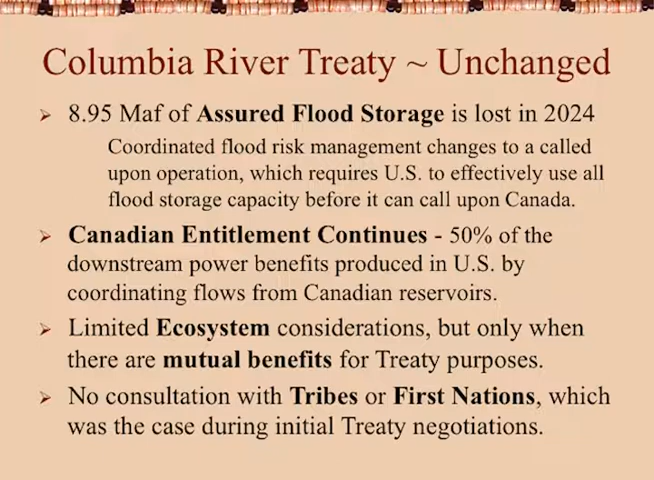 Columbia River Treaty ~ Unchanged
➢ 8.95 Maf of Assured Flood Storage is lost in 2024
Coordinated flood risk management changes to a called
upon operation, which requires U.S. to effectively use all
flood storage capacity before it can call upon Canada.
➢ Canadian Entitlement Continues - 50% of the
downstream power benefits produced in U.S. by
coordinating flows from Canadian reservoirs.
➢ Limited Ecosystem considerations, but only when
there are mutual benefits for Treaty purposes.
➢ No consultation with Tribes or First Nations, which
was the case during initial Treaty negotiations.